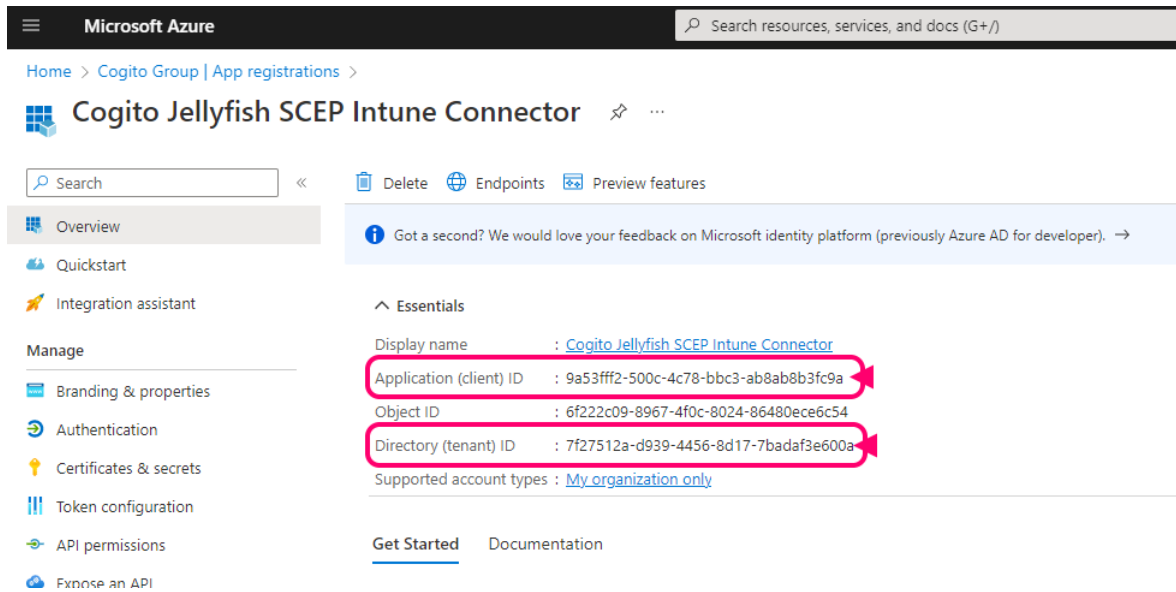 Microsoft Azure
Search resources, services, and docs (G+/)
Home > Cogito Group | App registrations >
Cogito Jellyfish SCEP Intune Connector
Search
Delete Endpoints Preview features
Overview
Got a second? We would love your feedback on Microsoft identity platform (previously Azure AD for developer).
Quickstart
Integration assistant
Essentials
Display name : Cogito Jellyfish SCEP Intune Connector
Manage
Application (client) ID : 9a53fff2-500c-4c78-bbc3-ab8ab8b3fc9a
Branding & properties
Object ID : 6f222c09-8967-4f0c-8024-86480ece6c54
Authentication
Directory (tenant) ID : 7f27512a-d939-4456-8d17-7badaf3e600a
Certificates & secrets
Supported account types : My organization only
Token configuration
API permissions
Get Started Documentation
Expose an API